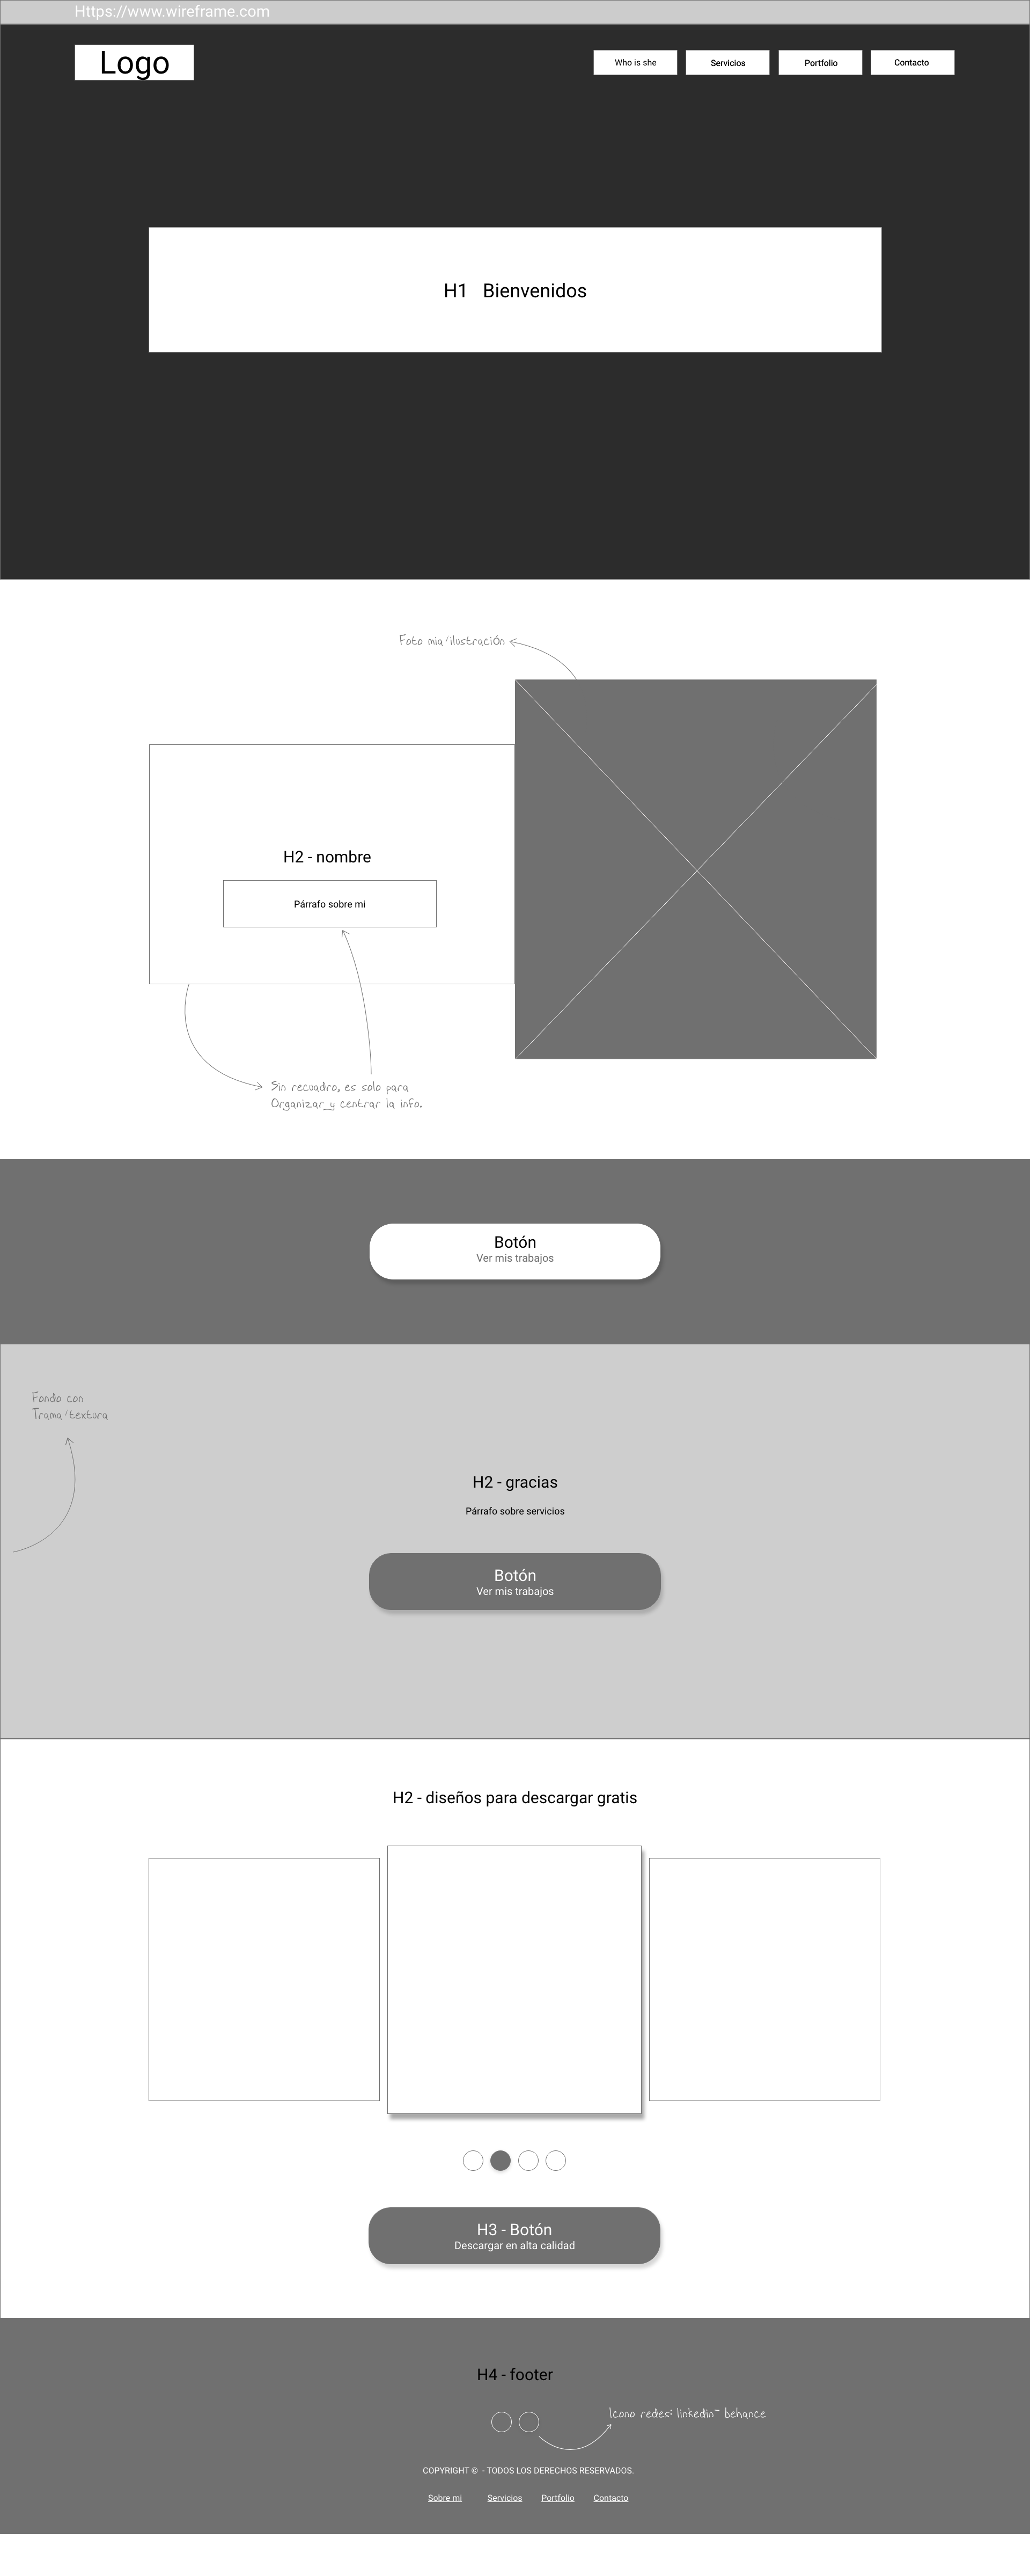 Https://www.wireframe.com
Logo
Who is she
Servicios
Portfolio
Contacto
H1 Bienvenidos
Foto mia/ilustración
H2 - nombre
Párrafo sobre mi
Sin recuadro, es solo para
Organizar y centrar la info.
Botón
Ver mis trabajos
Fondo con
Trama/textura
H2 - gracias
Párrafo sobre servicios
Botón
Ver mis trabajos
H2 - diseños para descargar gratis
H3 - Botón
Descargar en alta calidad
H4 - footer
Icono redes: linkedin - behance
COPYRIGHT © - TODOS LOS DERECHOS RESERVADOS.
Sobre mi
Servicios
Portfolio
Contacto